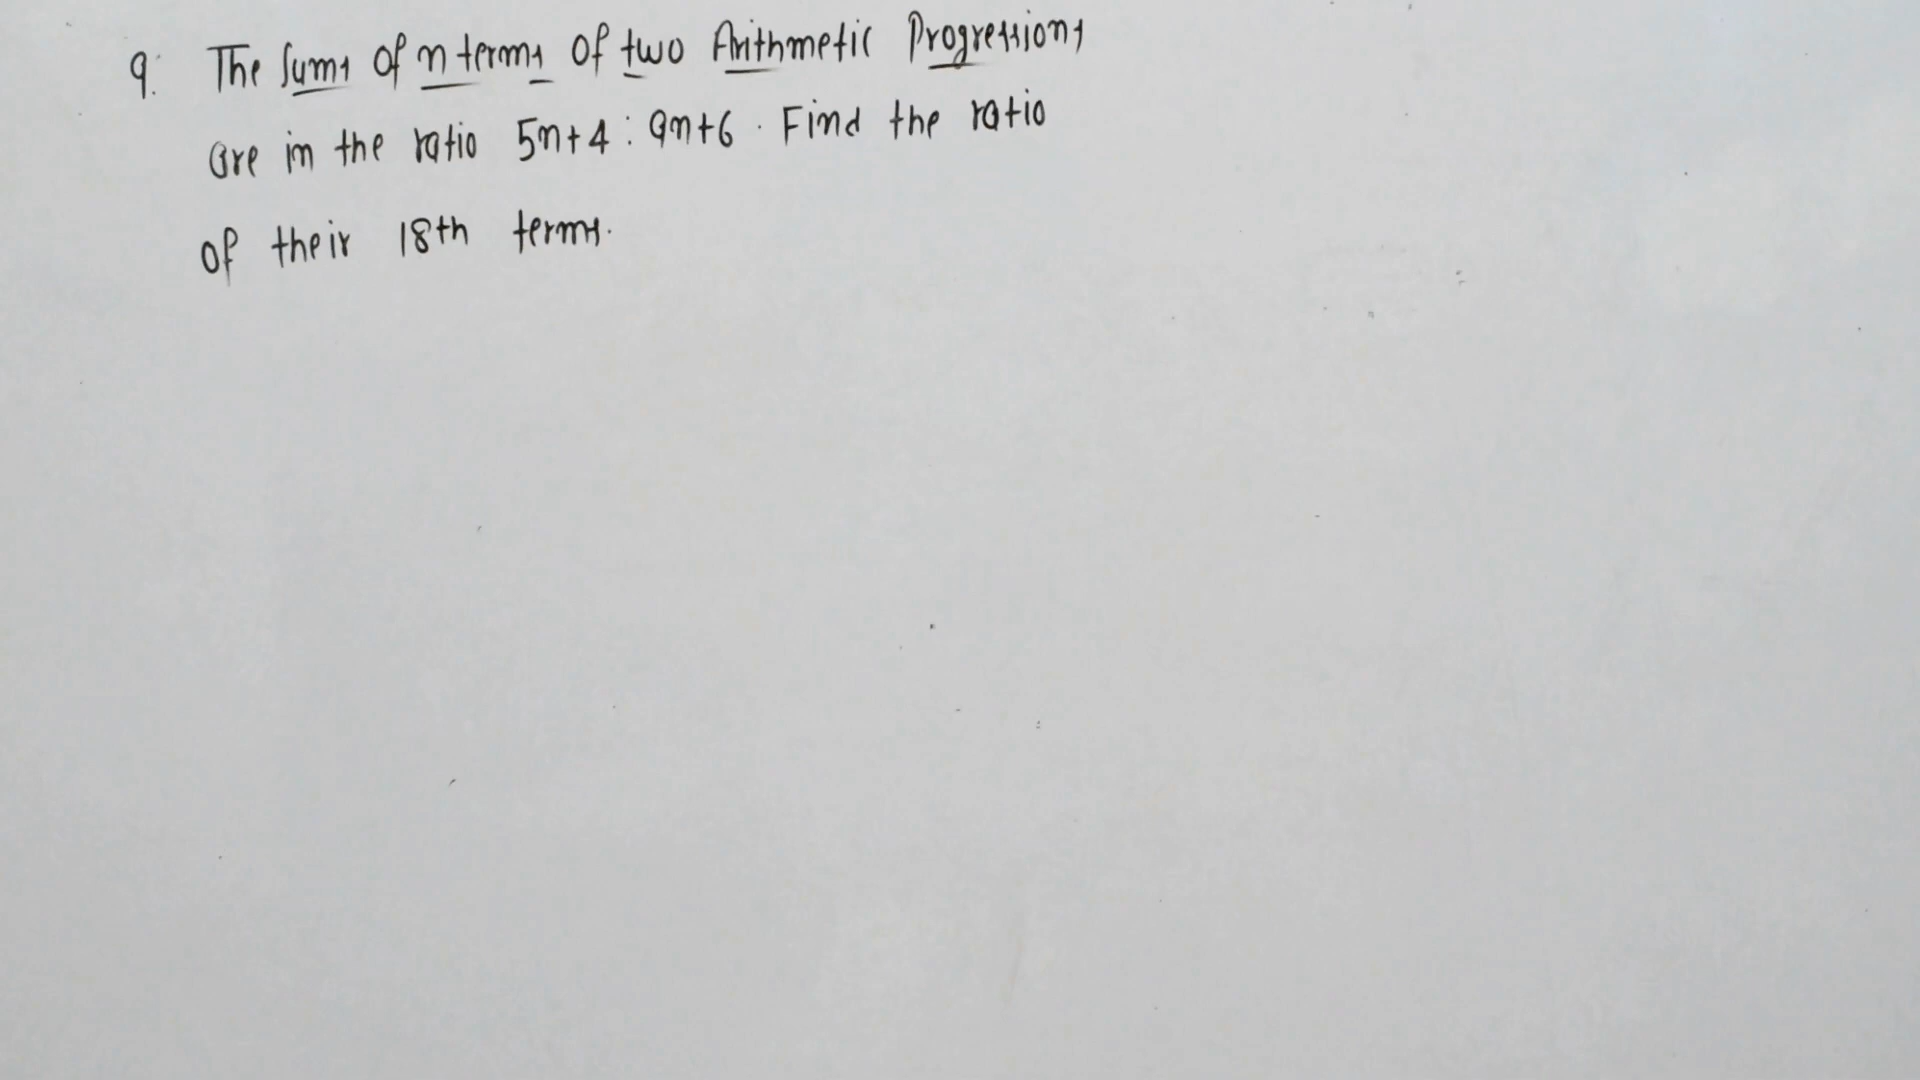 9. The sums of n terms of two Arithmetic Progressions
are in the ratio 5n+4 : 9n+6 . Find the ratio
of their 18th terms.